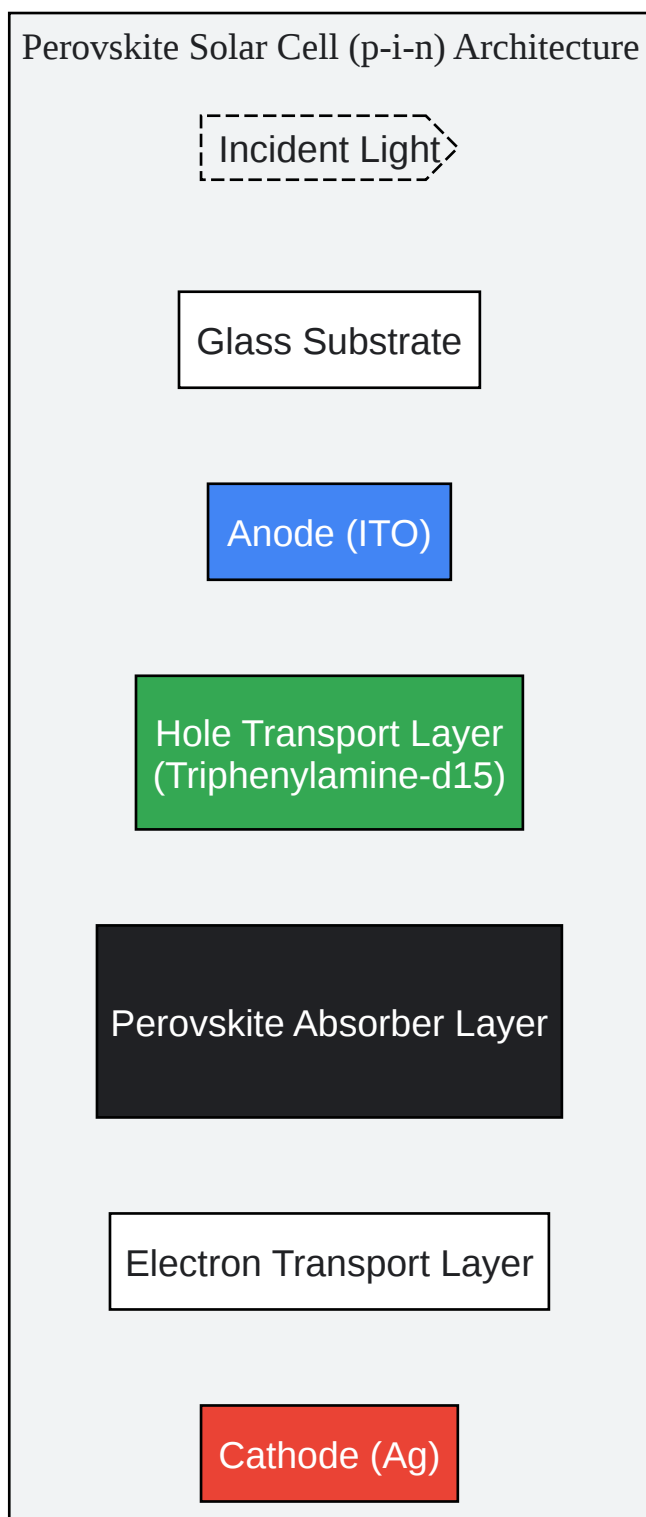 Perovskite Solar Cell (p-i-n) Architecture
Incident Light
Glass Substrate
Anode (ITO)
Hole Transport Layer
(Triphenylamine-d15)
Perovskite Absorber Layer
Electron Transport Layer
Cathode (Ag)